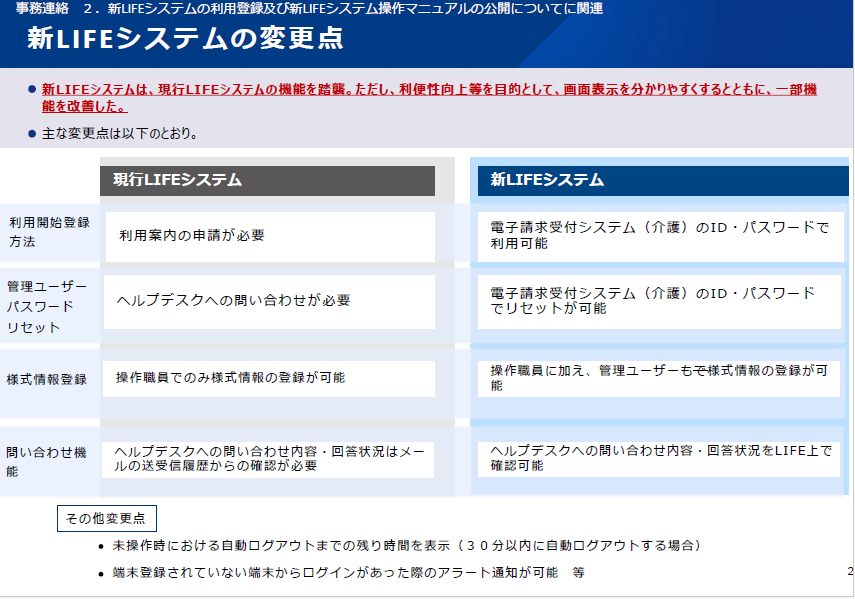 事務連絡　２．新LIFEシステムの利用登録及び新LIFEシステム操作マニュアルの公開についてに関連
新LIFEシステムの変更点
● 新LIFEシステムは、現行LIFEシステムの機能を踏襲。ただし、利便性向上等を目的として、画面表示を分かりやすくするとともに、一部機
能を改善した。
● 主な変更点は以下のとおり。
現行LIFEシステム
新LIFEシステム
利用開始登録
方法
利用案内の申請が必要
電子請求受付システム（介護）のID・パスワードで
利用可能
管理ユーザー
パスワード
リセット
ヘルプデスクへの問い合わせが必要
電子請求受付システム（介護）のID・パスワード
でリセットが可能
様式情報登録
操作職員でのみ様式情報の登録が可能
操作職員に加え、管理ユーザーもで様式情報の登録が可
能
問い合わせ機
能
ヘルプデスクへの問い合わせ内容・回答状況はメー
ルの送受信履歴からの確認が必要
ヘルプデスクへの問い合わせ内容・回答状況をLIFE上で
確認可能
その他変更点
• 未操作時における自動ログアウトまでの残り時間を表示（３０分以内に自動ログアウトする場合）
• 端末登録されていない端末からログインがあった際のアラート通知が可能　等
2